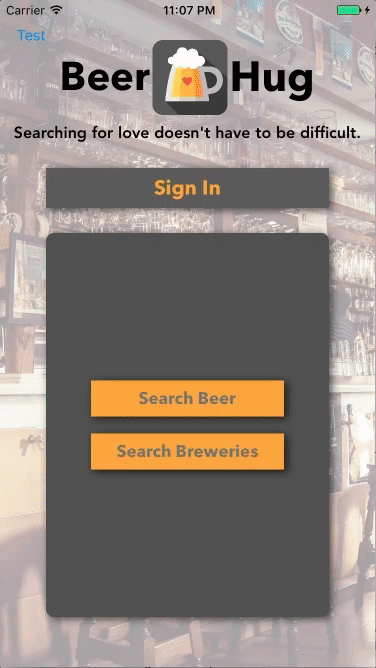 Carrier 11:07 PM
Test
Beer Hug
Searching for love doesn't have to be difficult.
Sign In
Search Beer
Search Breweries